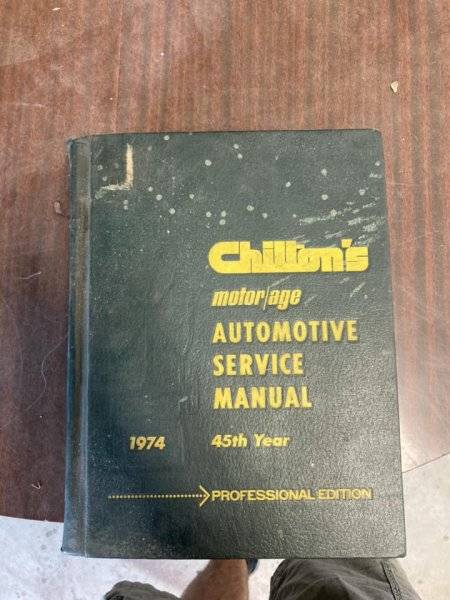 Chilton's
motor/age
AUTOMOTIVE
SERVICE
MANUAL
1974 45th Year
PROFESSIONAL EDITION